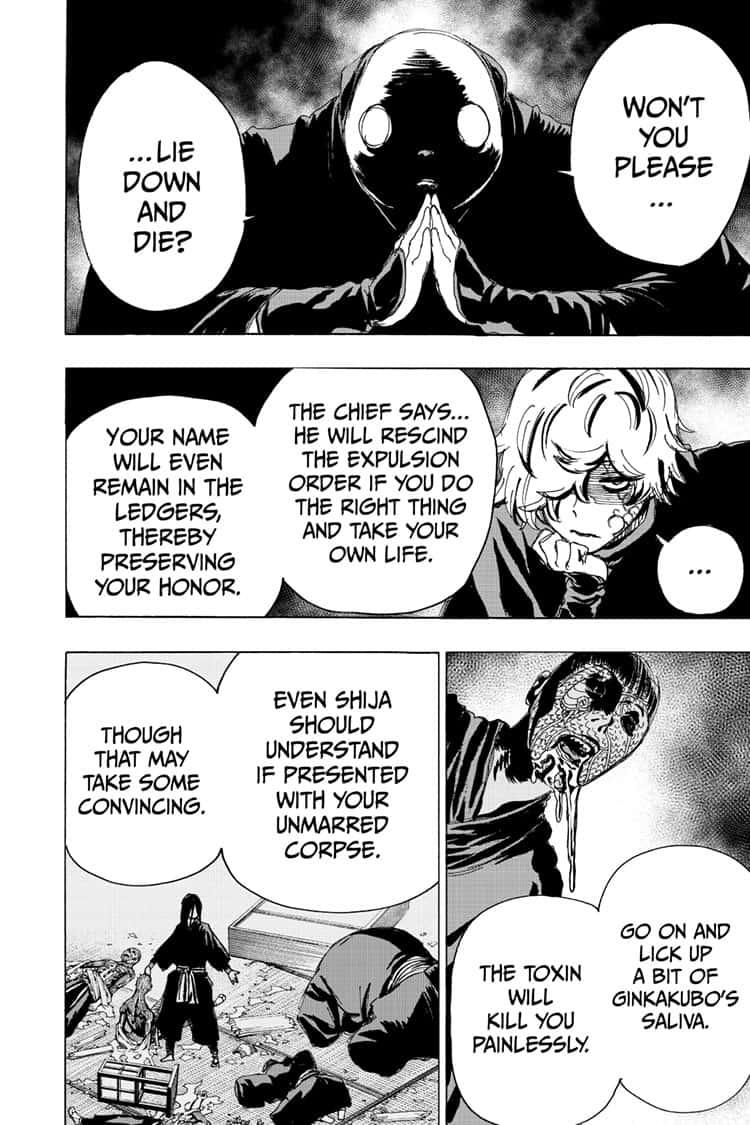 WON'T
YOU
PLEASE
...
...LIE
DOWN
AND
DIE?
...
THE CHIEF SAYS...
HE WILL RESCIND
THE EXPULSION
ORDER IF YOU DO
THE RIGHT THING
AND TAKE YOUR
OWN LIFE.
YOUR NAME
WILL EVEN
REMAIN IN THE
LEDGERS,
THEREBY
PRESERVING
YOUR HONOR.
GO ON AND
LICK UP
A BIT OF
GINKAKUBO'S
SALIVA.
THE TOXIN
WILL
KILL YOU
PAINLESSLY.
EVEN SHIJA
SHOULD
UNDERSTAND
IF PRESENTED
WITH YOUR
UNMARRED
CORPSE.
THOUGH
THAT MAY
TAKE SOME
CONVINCING.